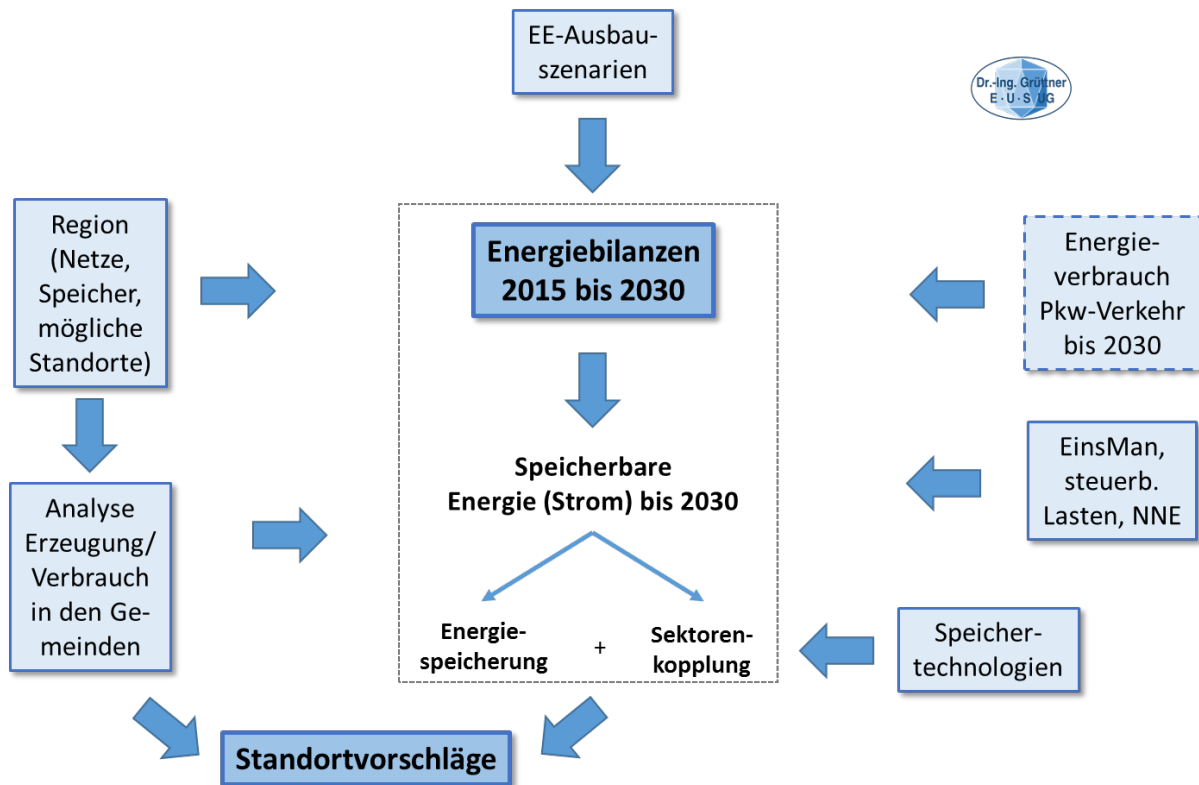 EE-Ausbau-
szenarien
Dr.-Ing. Grüttner
E·U·S UG
Region
(Netze,
Speicher,
mögliche
Standorte)
Energiebilanzen
2015 bis 2030
Energie-
verbrauch
Pkw-Verkehr
bis 2030
Analyse
Erzeugung/
Verbrauch
in den Ge-
meinden
Speicherbare
Energie (Strom) bis 2030
EinsMan,
steuerb.
Lasten, NNE
Energie-
speicherung
+
Sektoren-
kopplung
Speicher-
technologien
Standortvorschläge